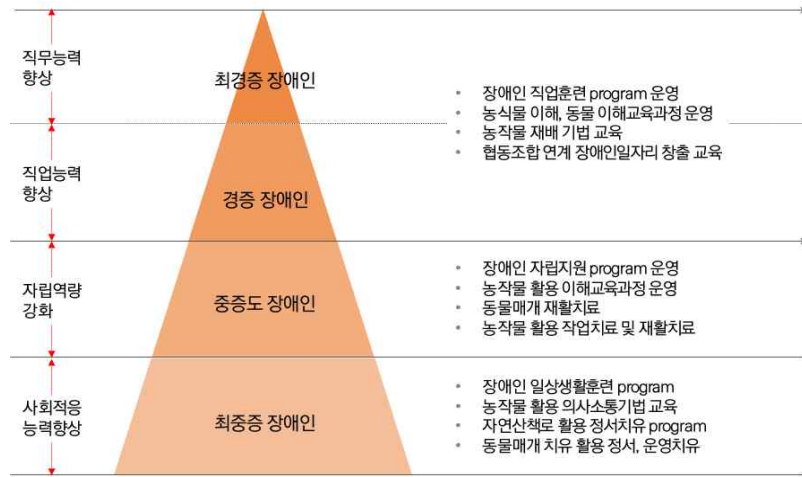 직무능력
향상
최경증 장애인
• 장애인 직업훈련 program 운영
• 농식물 이해, 동물 이해교육과정 운영
• 농작물 재배 기법 교육
• 협동조합 연계 장애인일자리 창출 교육
직업능력
향상
경증 장애인
자립역량
강화
중증도 장애인
• 장애인 자립지원 program 운영
• 농작물 활용 이해교육과정 운영
• 동물매개 재활치료
• 농작물 활용 작업치료 및 재활치료
사회적응
능력향상
최중증 장애인
• 장애인 일상생활훈련 program
• 농작물 활용 의사소통기법 교육
• 자연산책로 활용 정서치유 program
• 동물매개 치유 활용 정서, 운영치유